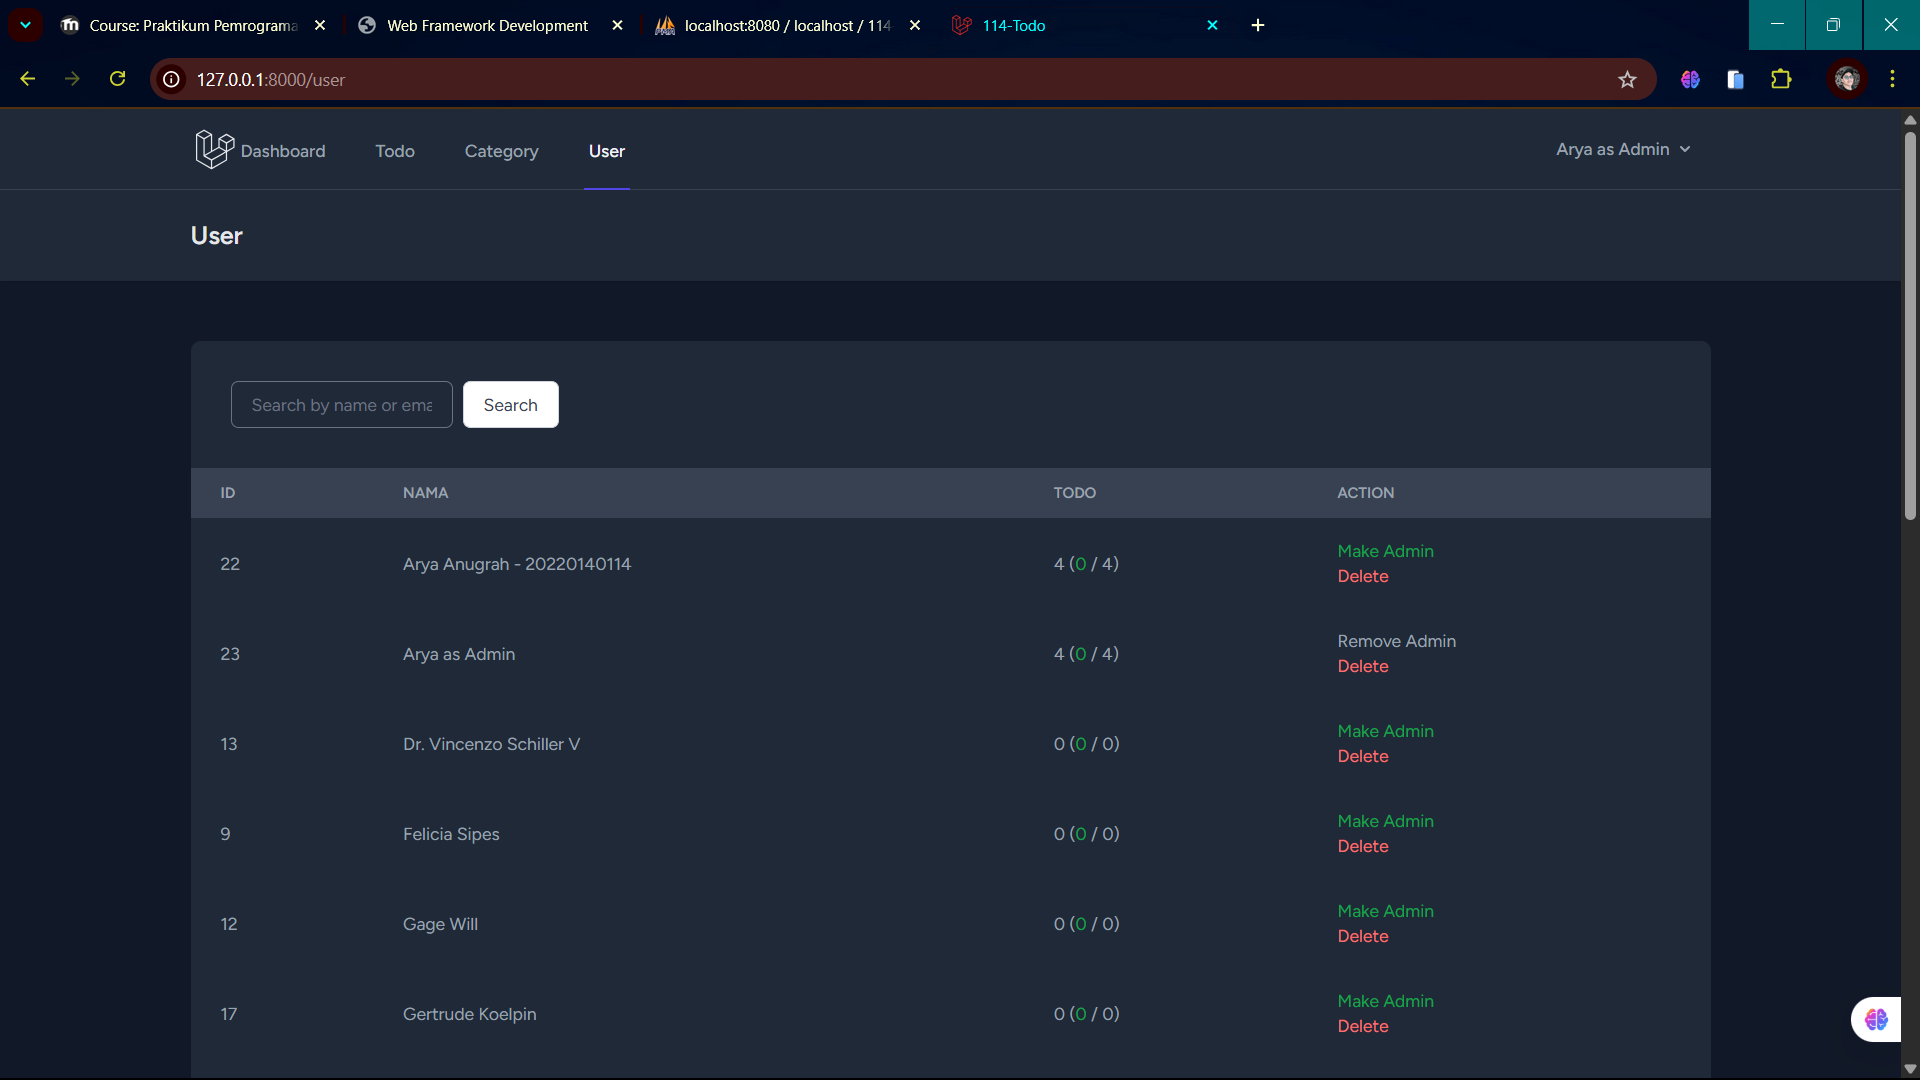 Course: Praktikum Pemrograma
Web Framework Development
localhost:8080 / localhost / 114
114-Todo
127.0.0.1:8000/user
Dashboard
Todo
Category
User
Arya as Admin
User
Search by name or ema
Search
ID NAMA TODO ACTION
22 Arya Anugrah - 20220140114 4 (0 / 4) Make Admin
Delete
23 Arya as Admin 4 (0 / 4) Remove Admin
Delete
13 Dr. Vincenzo Schiller V 0 (0 / 0) Make Admin
Delete
9 Felicia Sipes 0 (0 / 0) Make Admin
Delete
12 Gage Will 0 (0 / 0) Make Admin
Delete
17 Gertrude Koelpin 0 (0 / 0) Make Admin
Delete